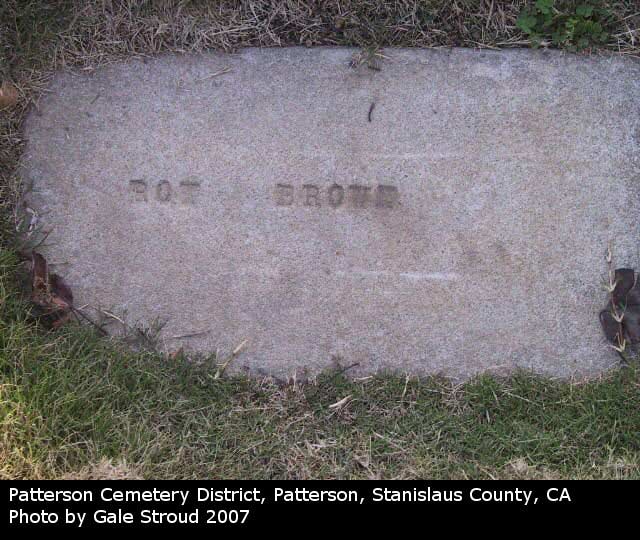 ROY BROWN
Patterson Cemetery District, Patterson, Stanislaus County, CA
Photo by Gale Stroud 2007